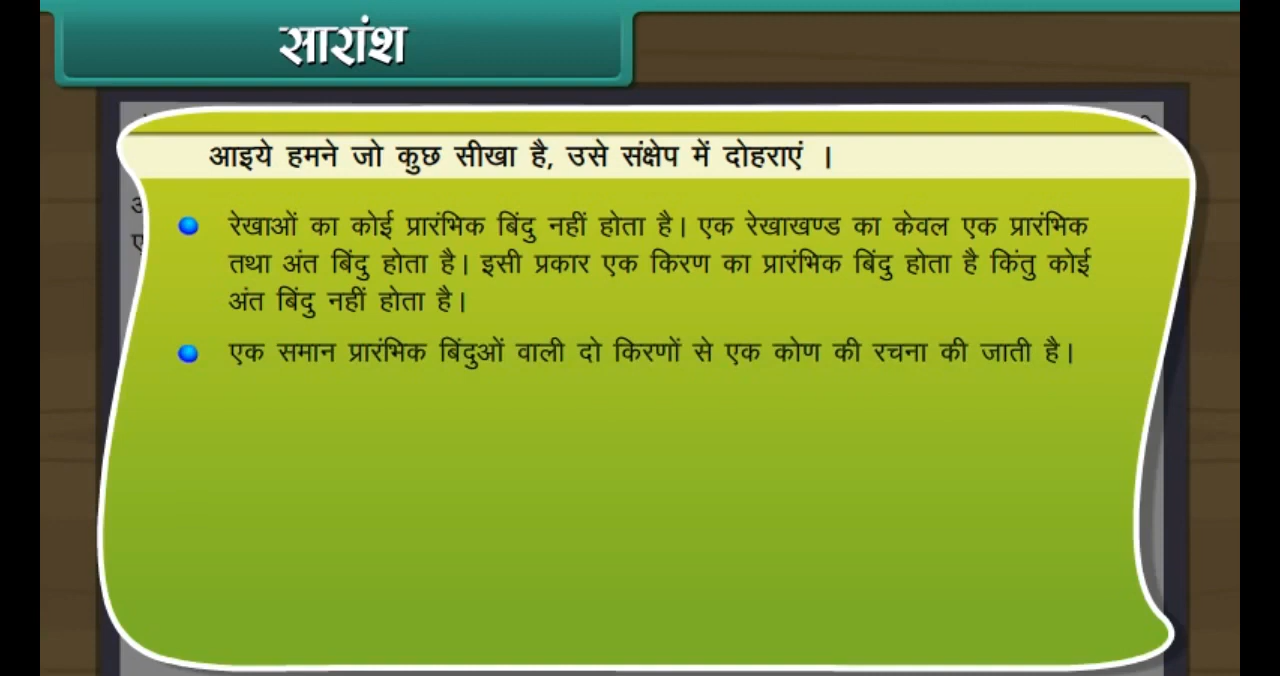 सारांश
आइये हमने जो कुछ सीखा है, उसे संक्षेप में दोहराएं ।
रेखाओं का कोई प्रारंभिक बिंदु नहीं होता है। एक रेखाखण्ड का केवल एक प्रारंभिक
तथा अंत बिंदु होता है। इसी प्रकार एक किरण का प्रारंभिक बिंदु होता है किंतु कोई
अंत बिंदु नहीं होता है।
एक समान प्रारंभिक बिंदुओं वाली दो किरणों से एक कोण की रचना की जाती है।